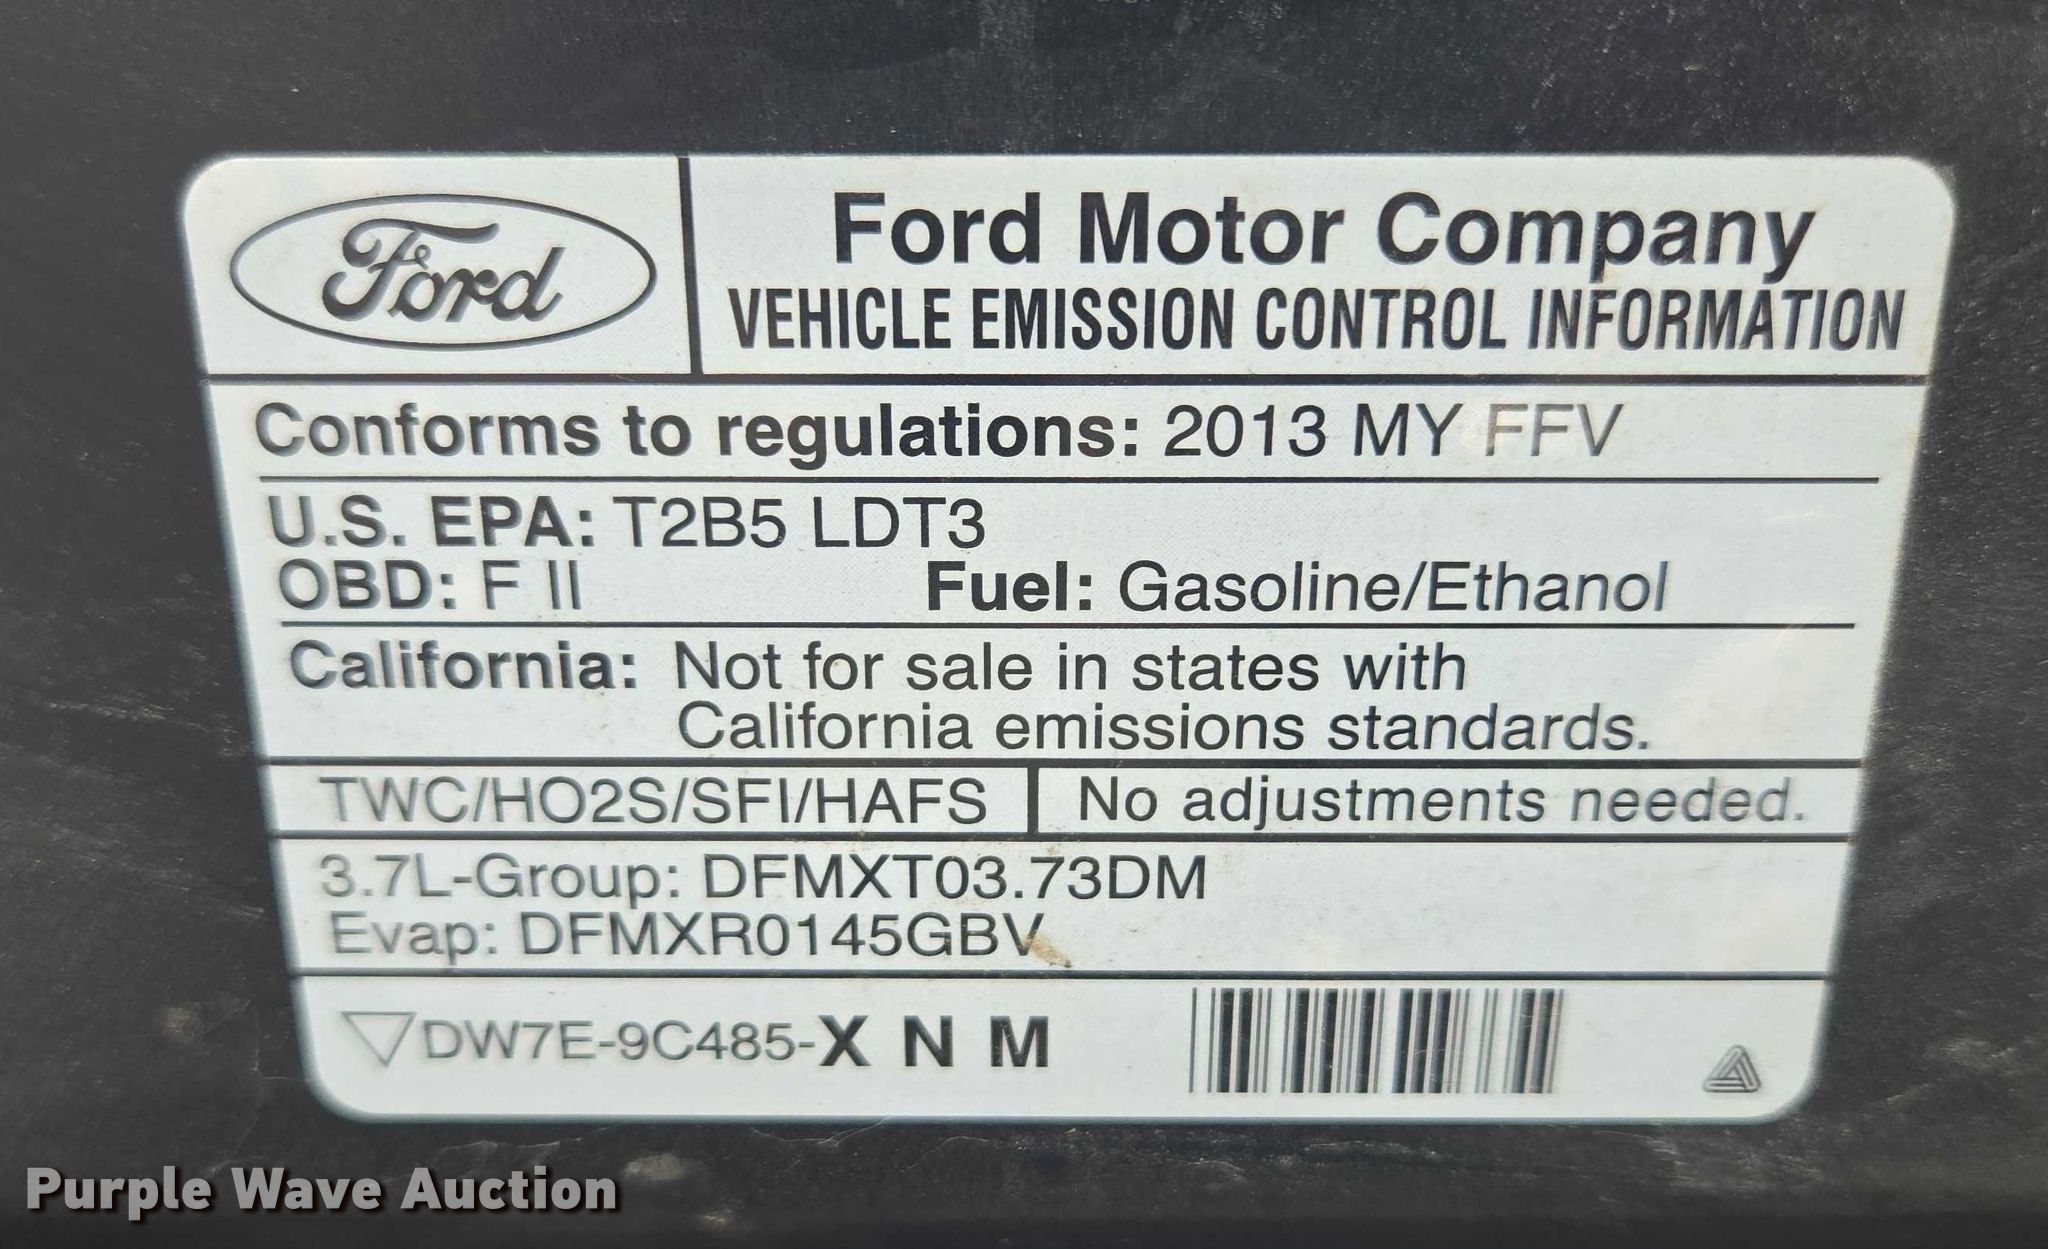 Ford
Ford Motor Company
VEHICLE EMISSION CONTROL INFORMATION
Conforms to regulations: 2013 MY FFV
U.S. EPA: T2B5 LDT3
OBD: F II Fuel: Gasoline/Ethanol
California: Not for sale in states with
California emissions standards.
TWC/HO2S/SFI/HAFS No adjustments needed.
3.7L-Group: DFMXT03.73DM
Evap: DFMXR0145GBV
DW7E-9C485-X N M
Purple Wave Auction